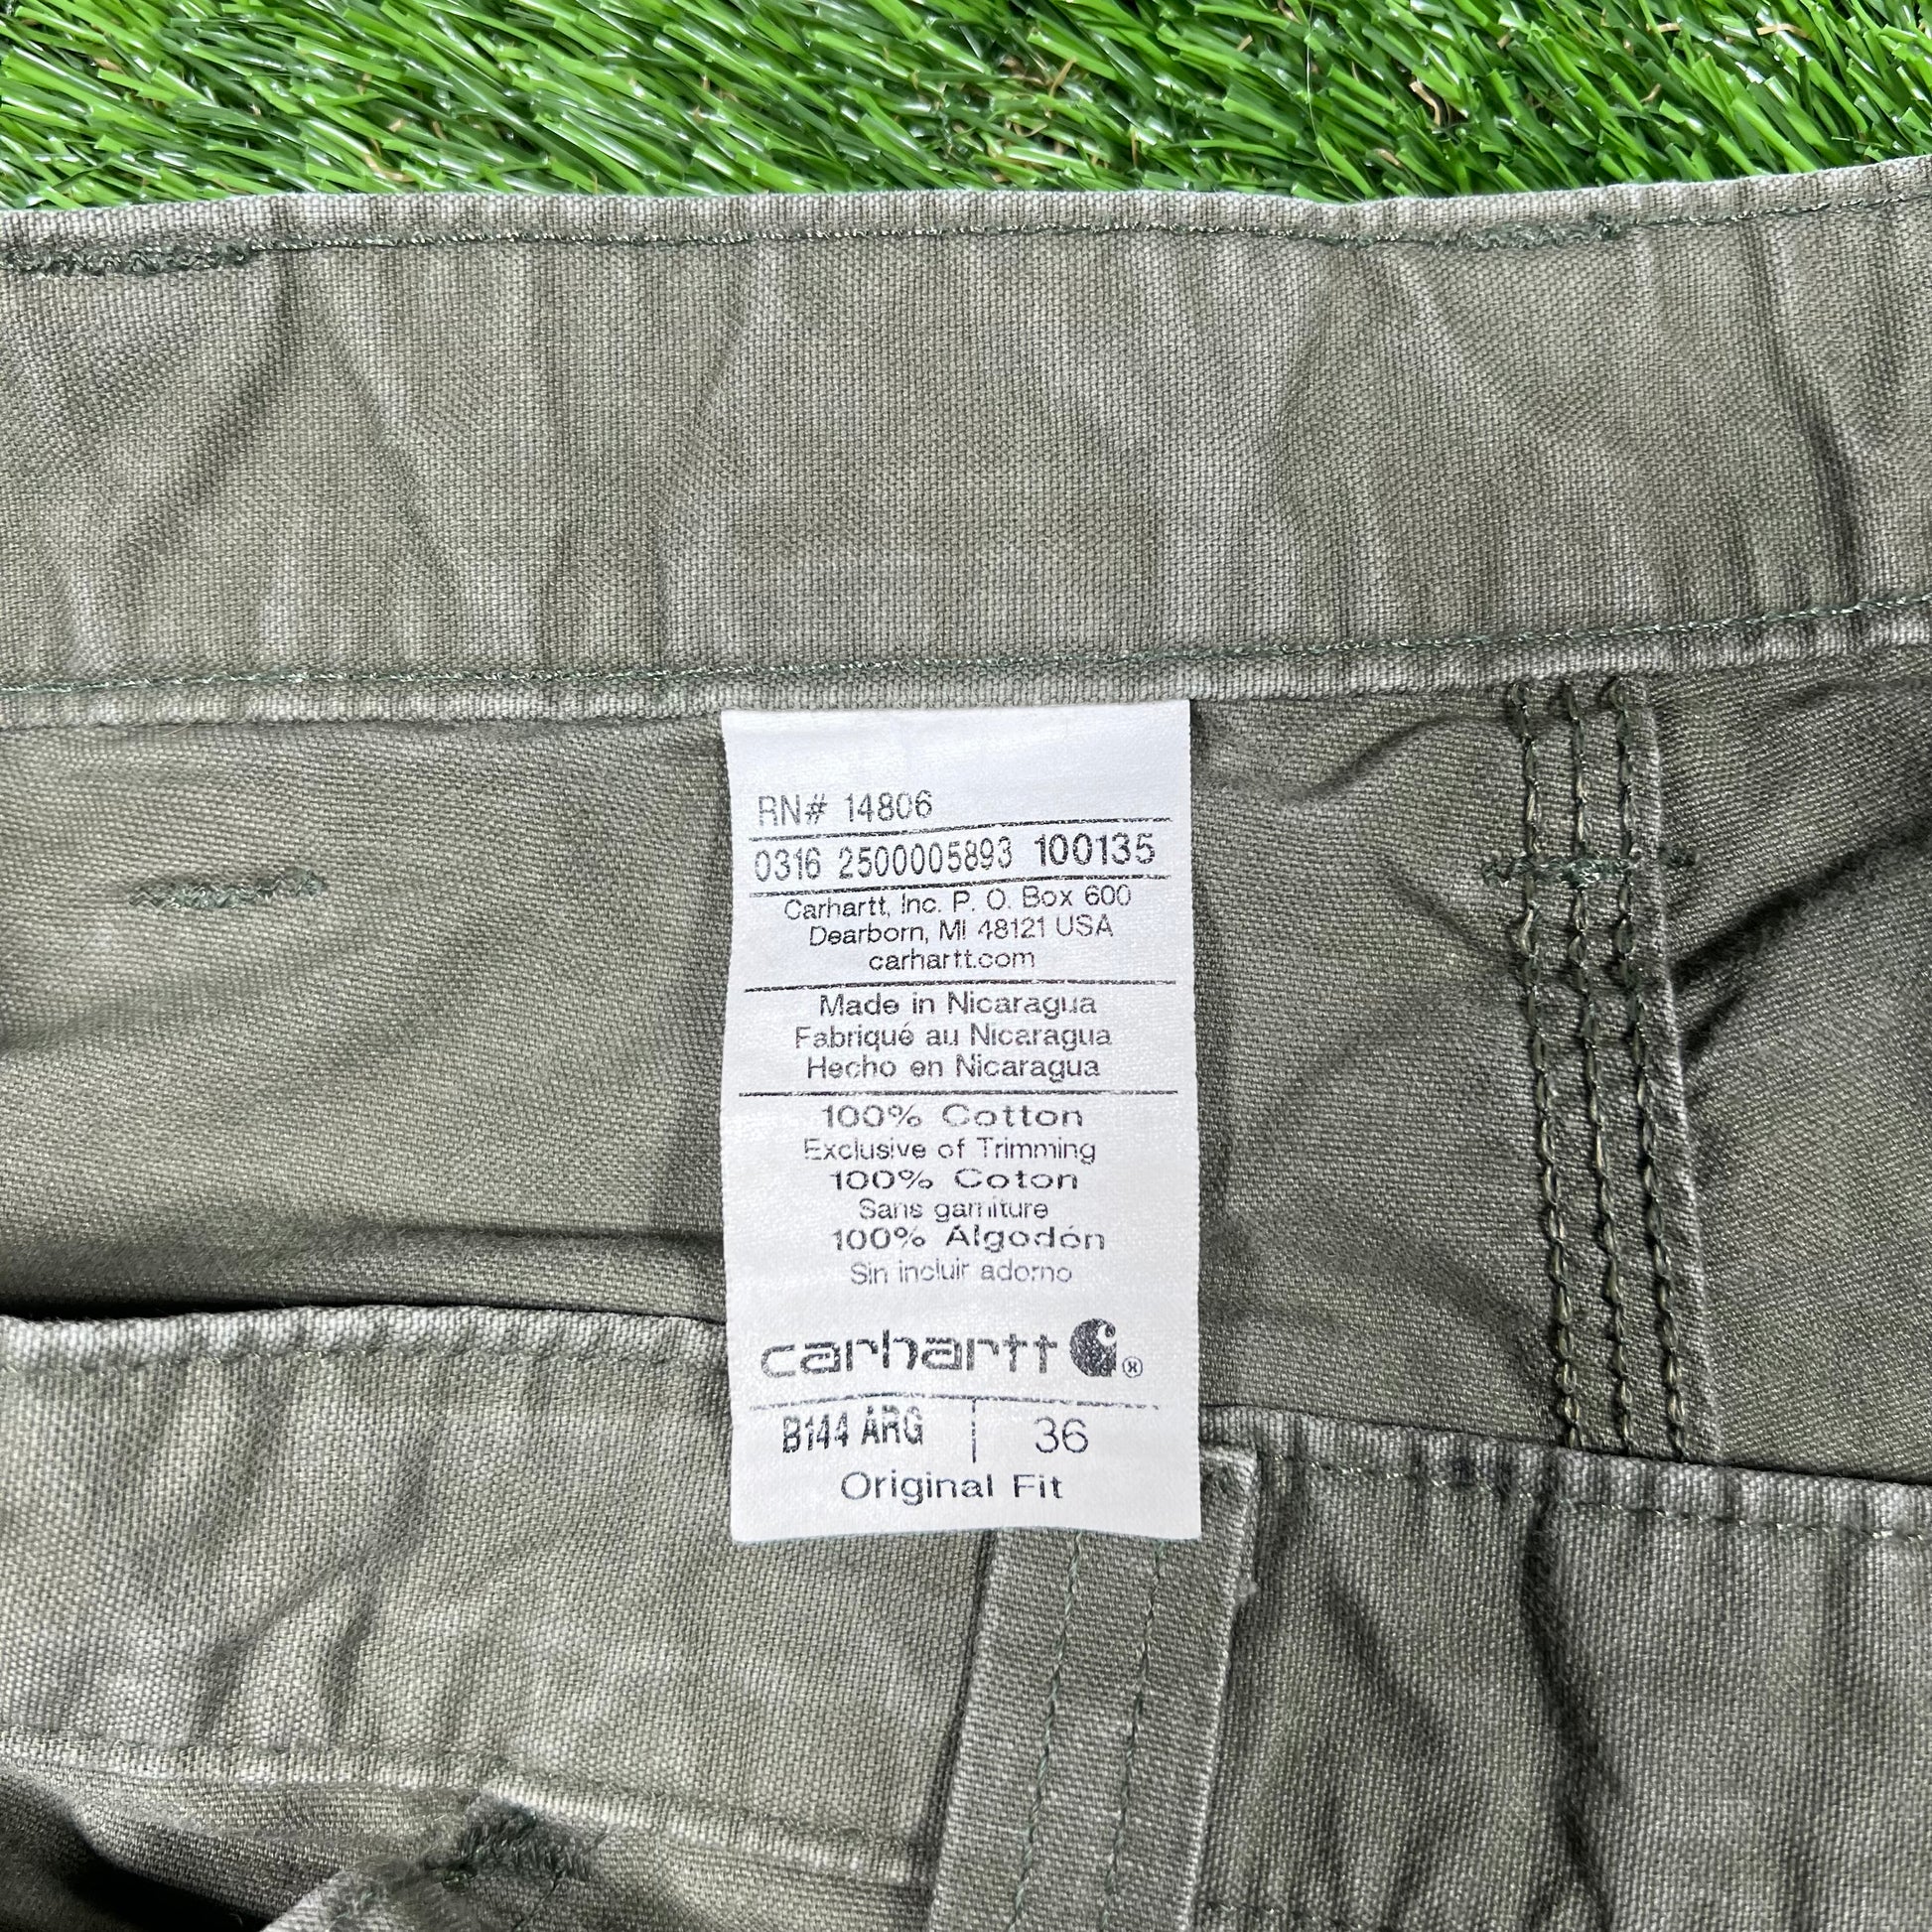 RN# 14806
0316 2500005893 100135
Carhartt, Inc. P. O. Box 600
Dearborn, MI 48121 USA
carhartt.com
Made in Nicaragua
Fabriqué au Nicaragua
Hecho en Nicaragua
100% Cotton
Exclusive of Trimming
100% Coton
Sans garniture
100% Algodón
Sin incluir adorno
carhartt ®
B144 ARG | 36
Original Fit